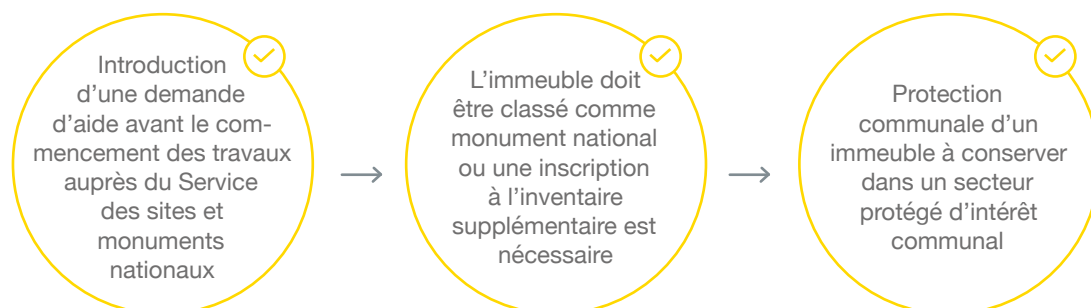 Introduction
d’une demande
d’aide avant le com-
mencement des travaux
auprès du Service
des sites et
monuments
nationaux
L’immeuble doit
être classé comme
monument national
ou une inscription
à l’inventaire
supplémentaire est
nécessaire
Protection
communale d’un
immeuble à conserver
dans un secteur
protégé d’intérêt
communal